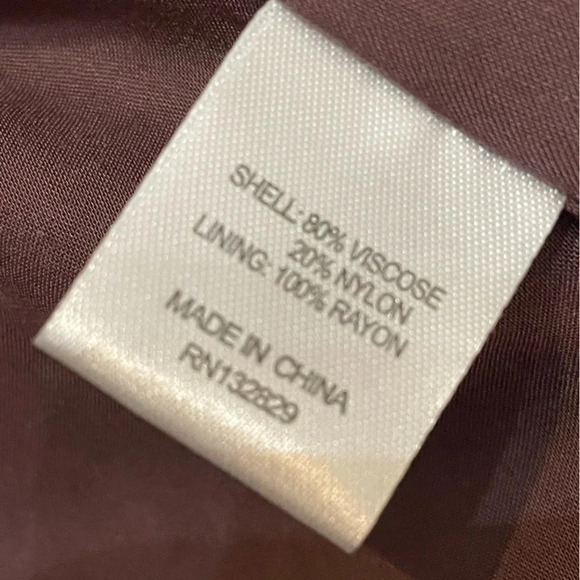 SHELL: 80% VISCOSE
20% NYLON
LINING: 100% RAYON
MADE IN CHINA
RN132829